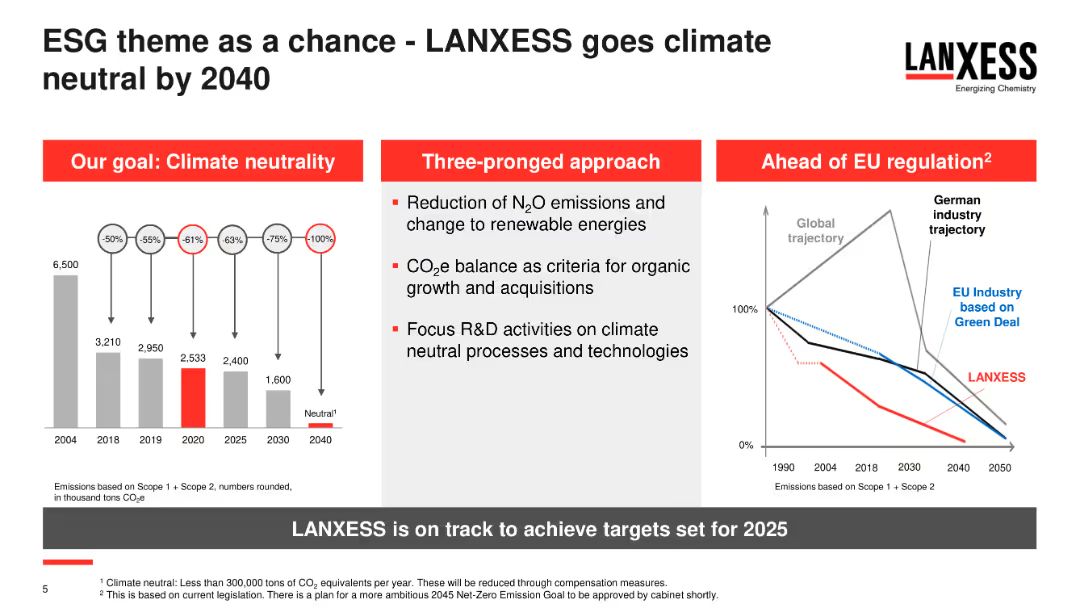 ESG theme as a chance - LANXESS goes climate
neutral by 2040
LANXESS
Energizing Chemistry
Our goal: Climate neutrality
-50%
-55%
-61%
-63%
-75%
-100%
6,500
3,210
2,950
2,533
2,400
1,600
Neutral¹
2004
2018
2019
2020
2025
2030
2040
Emissions based on Scope 1 + Scope 2, numbers rounded,
in thousand tons CO₂e
Three-pronged approach
Reduction of N₂O emissions and
change to renewable energies
CO₂e balance as criteria for organic
growth and acquisitions
Focus R&D activities on climate
neutral processes and technologies
Ahead of EU regulation²
Global
trajectory
German
industry
trajectory
EU Industry
based on
Green Deal
LANXESS
100%
0%
1990
2004
2018
2030
2040
2050
Emissions based on Scope 1 + Scope 2
LANXESS is on track to achieve targets set for 2025
5
¹ Climate neutral: Less than 300,000 tons of CO₂ equivalents per year. These will be reduced through compensation measures.
² This is based on current legislation. There is a plan for a more ambitious 2045 Net-Zero Emission Goal to be approved by cabinet shortly.